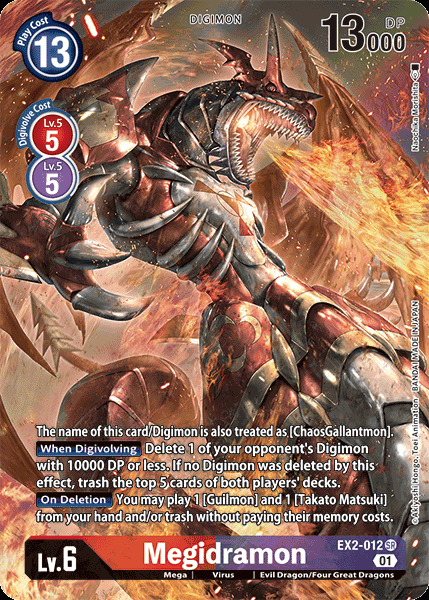 Play Cost
13
DIGIMON
DP
13000
Digivolve Cost
Lv.5
5
Lv.5
5
Naochika Morishita
©Akiyoshi Hongo, Toei Animation BANDAI MADE IN JAPAN
The name of this card/Digimon is also treated as [ChaosGallantmon].
When Digivolving Delete 1 of your opponent's Digimon
with 10000 DP or less. If no Digimon was deleted by this
effect, trash the top 5 cards of both players' decks.
On Deletion You may play 1 [Guilmon] and 1 [Takato Matsuki]
from your hand and/or trash without paying their memory costs.
Lv.6
Megidramon
EX2-012 SR
01
Mega | Virus | Evil Dragon/Four Great Dragons